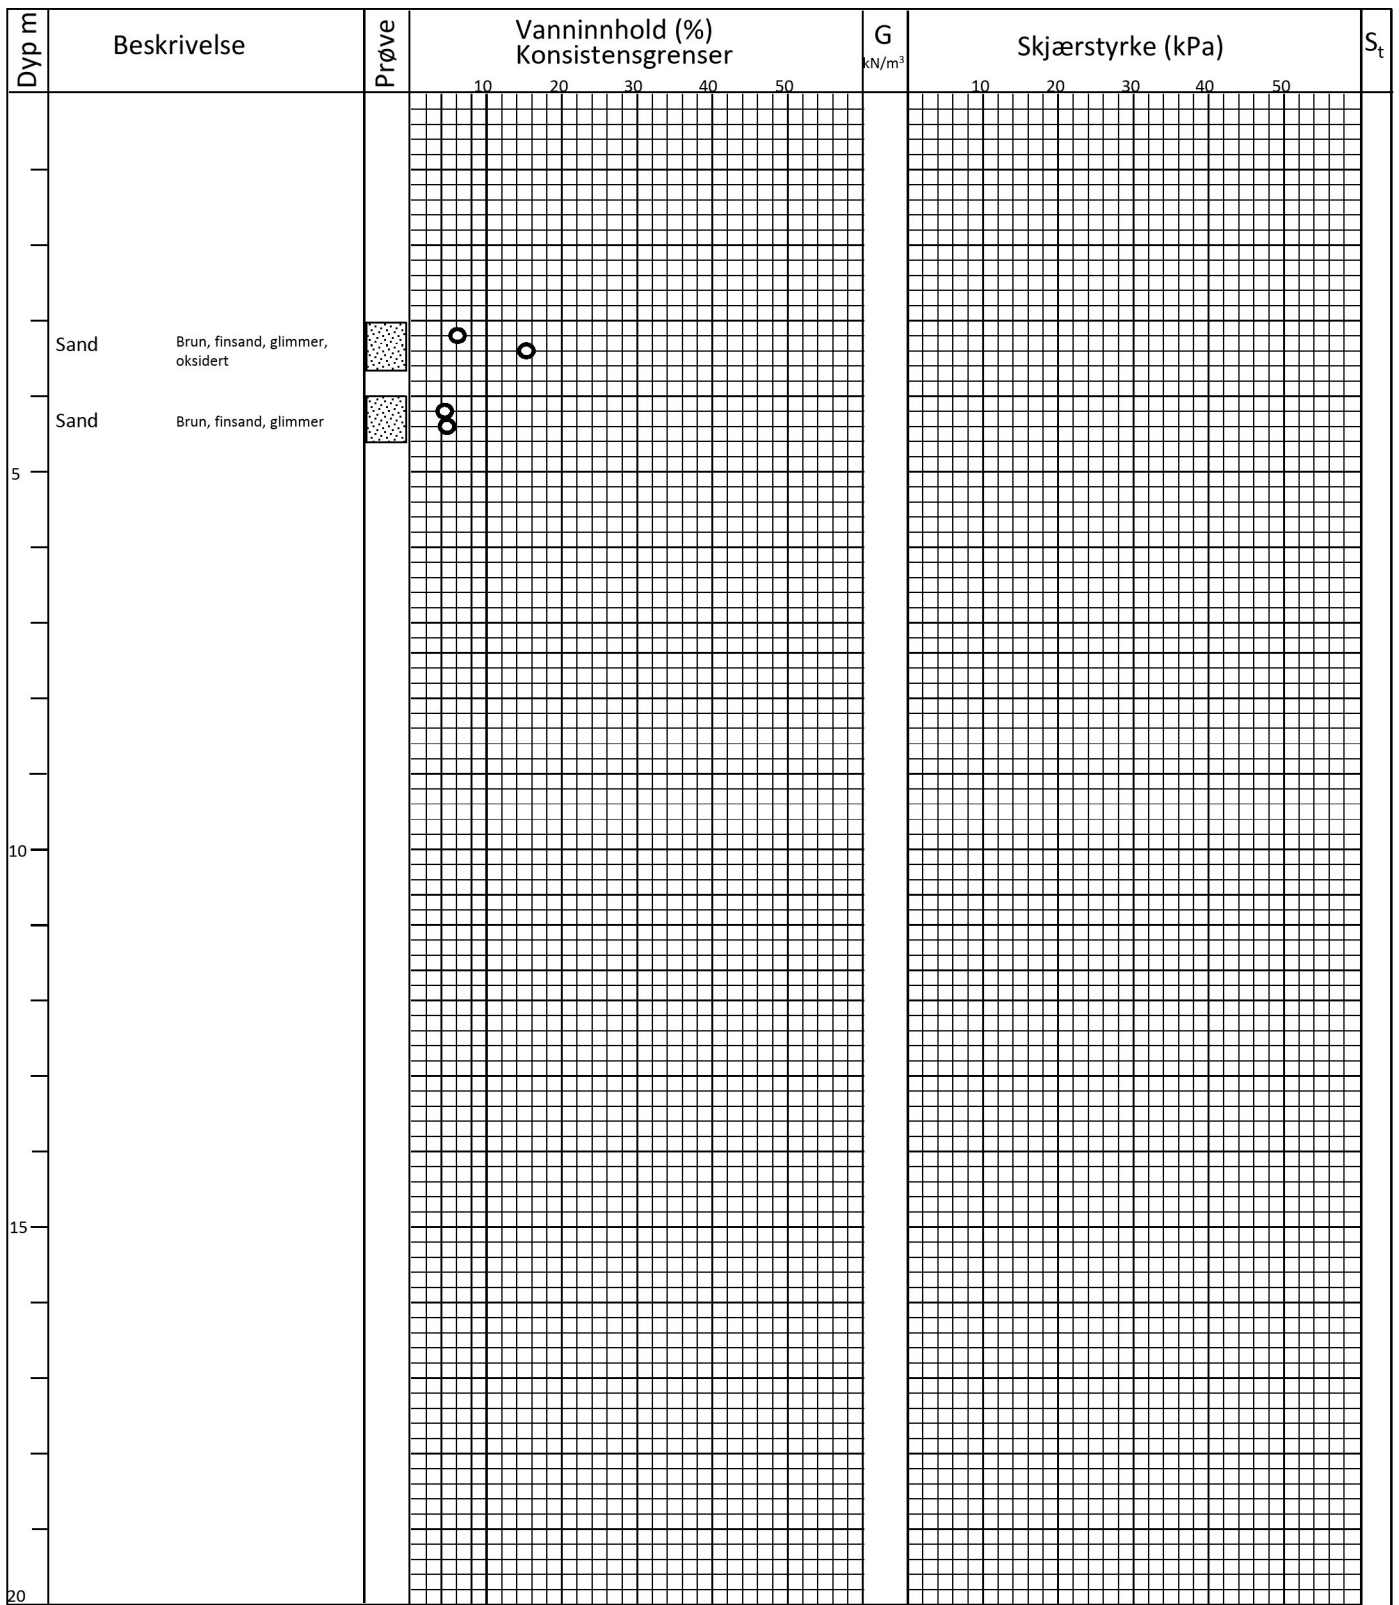 Dyp m
Beskrivelse
Prøve
Vanninnhold (%)
Konsistensgrenser
G
kN/m³
Skjærstyrke (kPa)
Sₜ
10 20 30 40 50
10 20 30 40 50
Sand Brun, finsand, glimmer,
oksidert
Sand Brun, finsand, glimmer
5
10
15
20